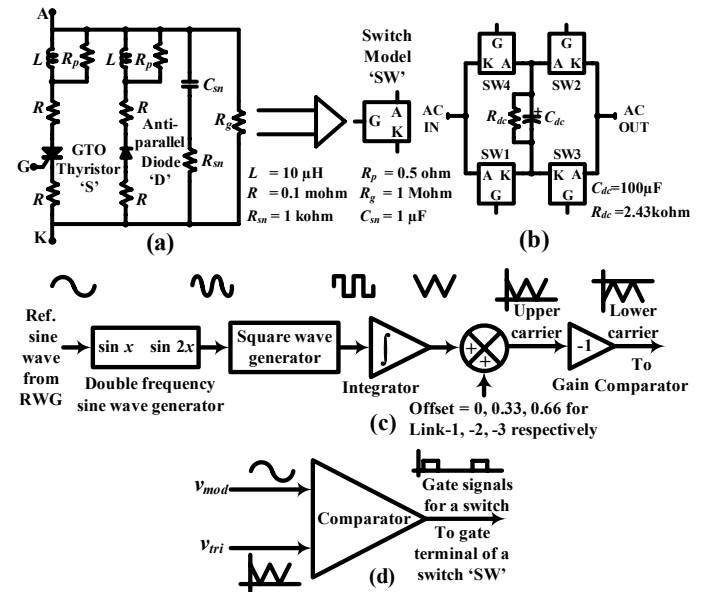 A
L
Rp
L
Rp
Csn
R
R
Anti-
parallel
Diode 'D'
Rg
GTO
Thyristor
'S'
G
R
R
Rsn
K
(a)
Switch
Model
'SW'
G
A
K
L = 10 µH
Rp = 0.5 ohm
R = 0.1 mohm
Rg = 1 Mohm
Rsn = 1 kohm
Csn = 1 µF
G
K A
SW4
G
A K
SW2
AC
IN
Rdc
+
Cdc
AC
OUT
SW1
A K
G
SW3
K A
G
Cdc=100µF
Rdc =2.43kohm
(b)
Ref.
sine
wave
from
RWG
sin x sin 2x
Double frequency
sine wave generator
Square wave
generator
∫
Integrator
+
+
Upper
carrier
-1
Gain
Lower
carrier
To
Comparator
Offset = 0, 0.33, 0.66 for
Link-1, -2, -3 respectively
(c)
vmod
vtri
Comparator
Gate signals
for a switch
To gate
terminal of a
switch 'SW'
(d)